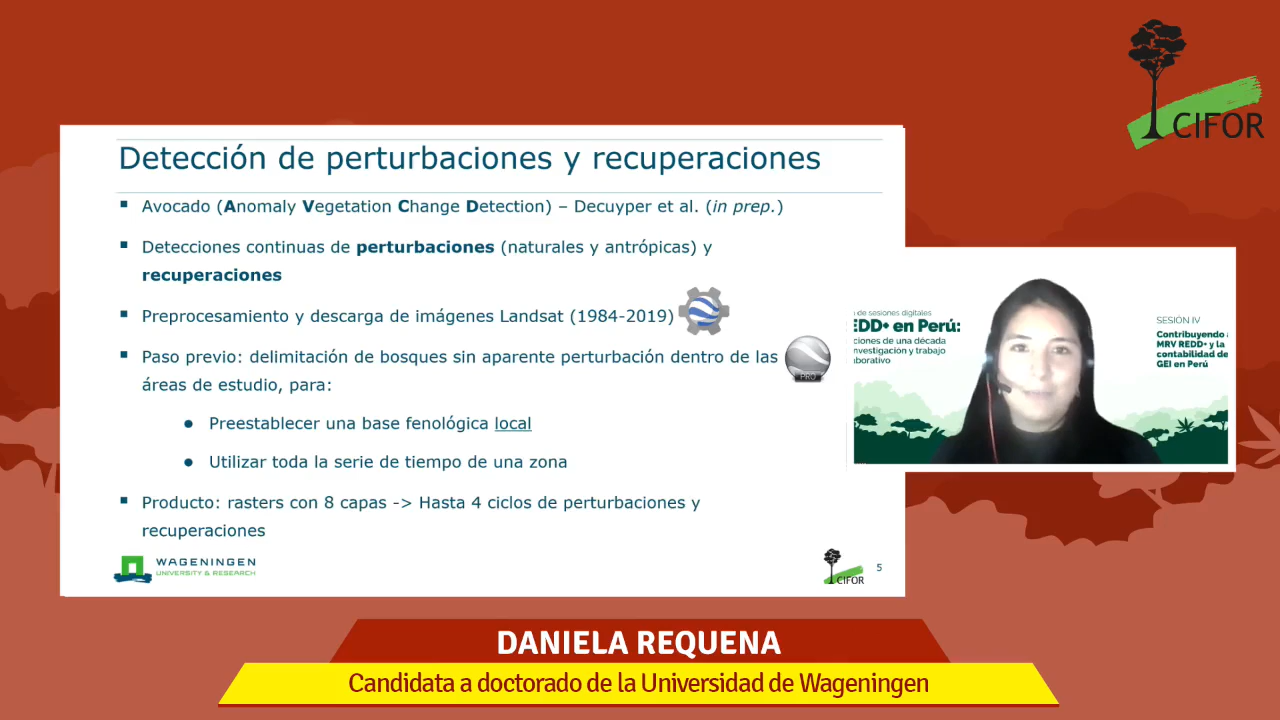 CIFOR
Detección de perturbaciones y recuperaciones
Avocado (Anomaly Vegetation Change Detection) – Decuyper et al. (in prep.)
Detecciones continuas de perturbaciones (naturales y antrópicas) y
recuperaciones
Preprocesamiento y descarga de imágenes Landsat (1984-2019)
Paso previo: delimitación de bosques sin aparente perturbación dentro de las
PRO
áreas de estudio, para:
Preestablecer una base fenológica local
Utilizar toda la serie de tiempo de una zona
Producto: rasters con 8 capas -> Hasta 4 ciclos de perturbaciones y
recuperaciones
WAGENINGEN
UNIVERSITY & RESEARCH
CIFOR
5
de sesiones digitales
EDD+ en Perú:
ciones de una década
nvestigación y trabajo
aborativo
SESIÓN IV
Contribuyendo
MRV REDD+ y la
contabilidad de
GEI en Perú
DANIELA REQUENA
Candidata a doctorado de la Universidad de Wageningen